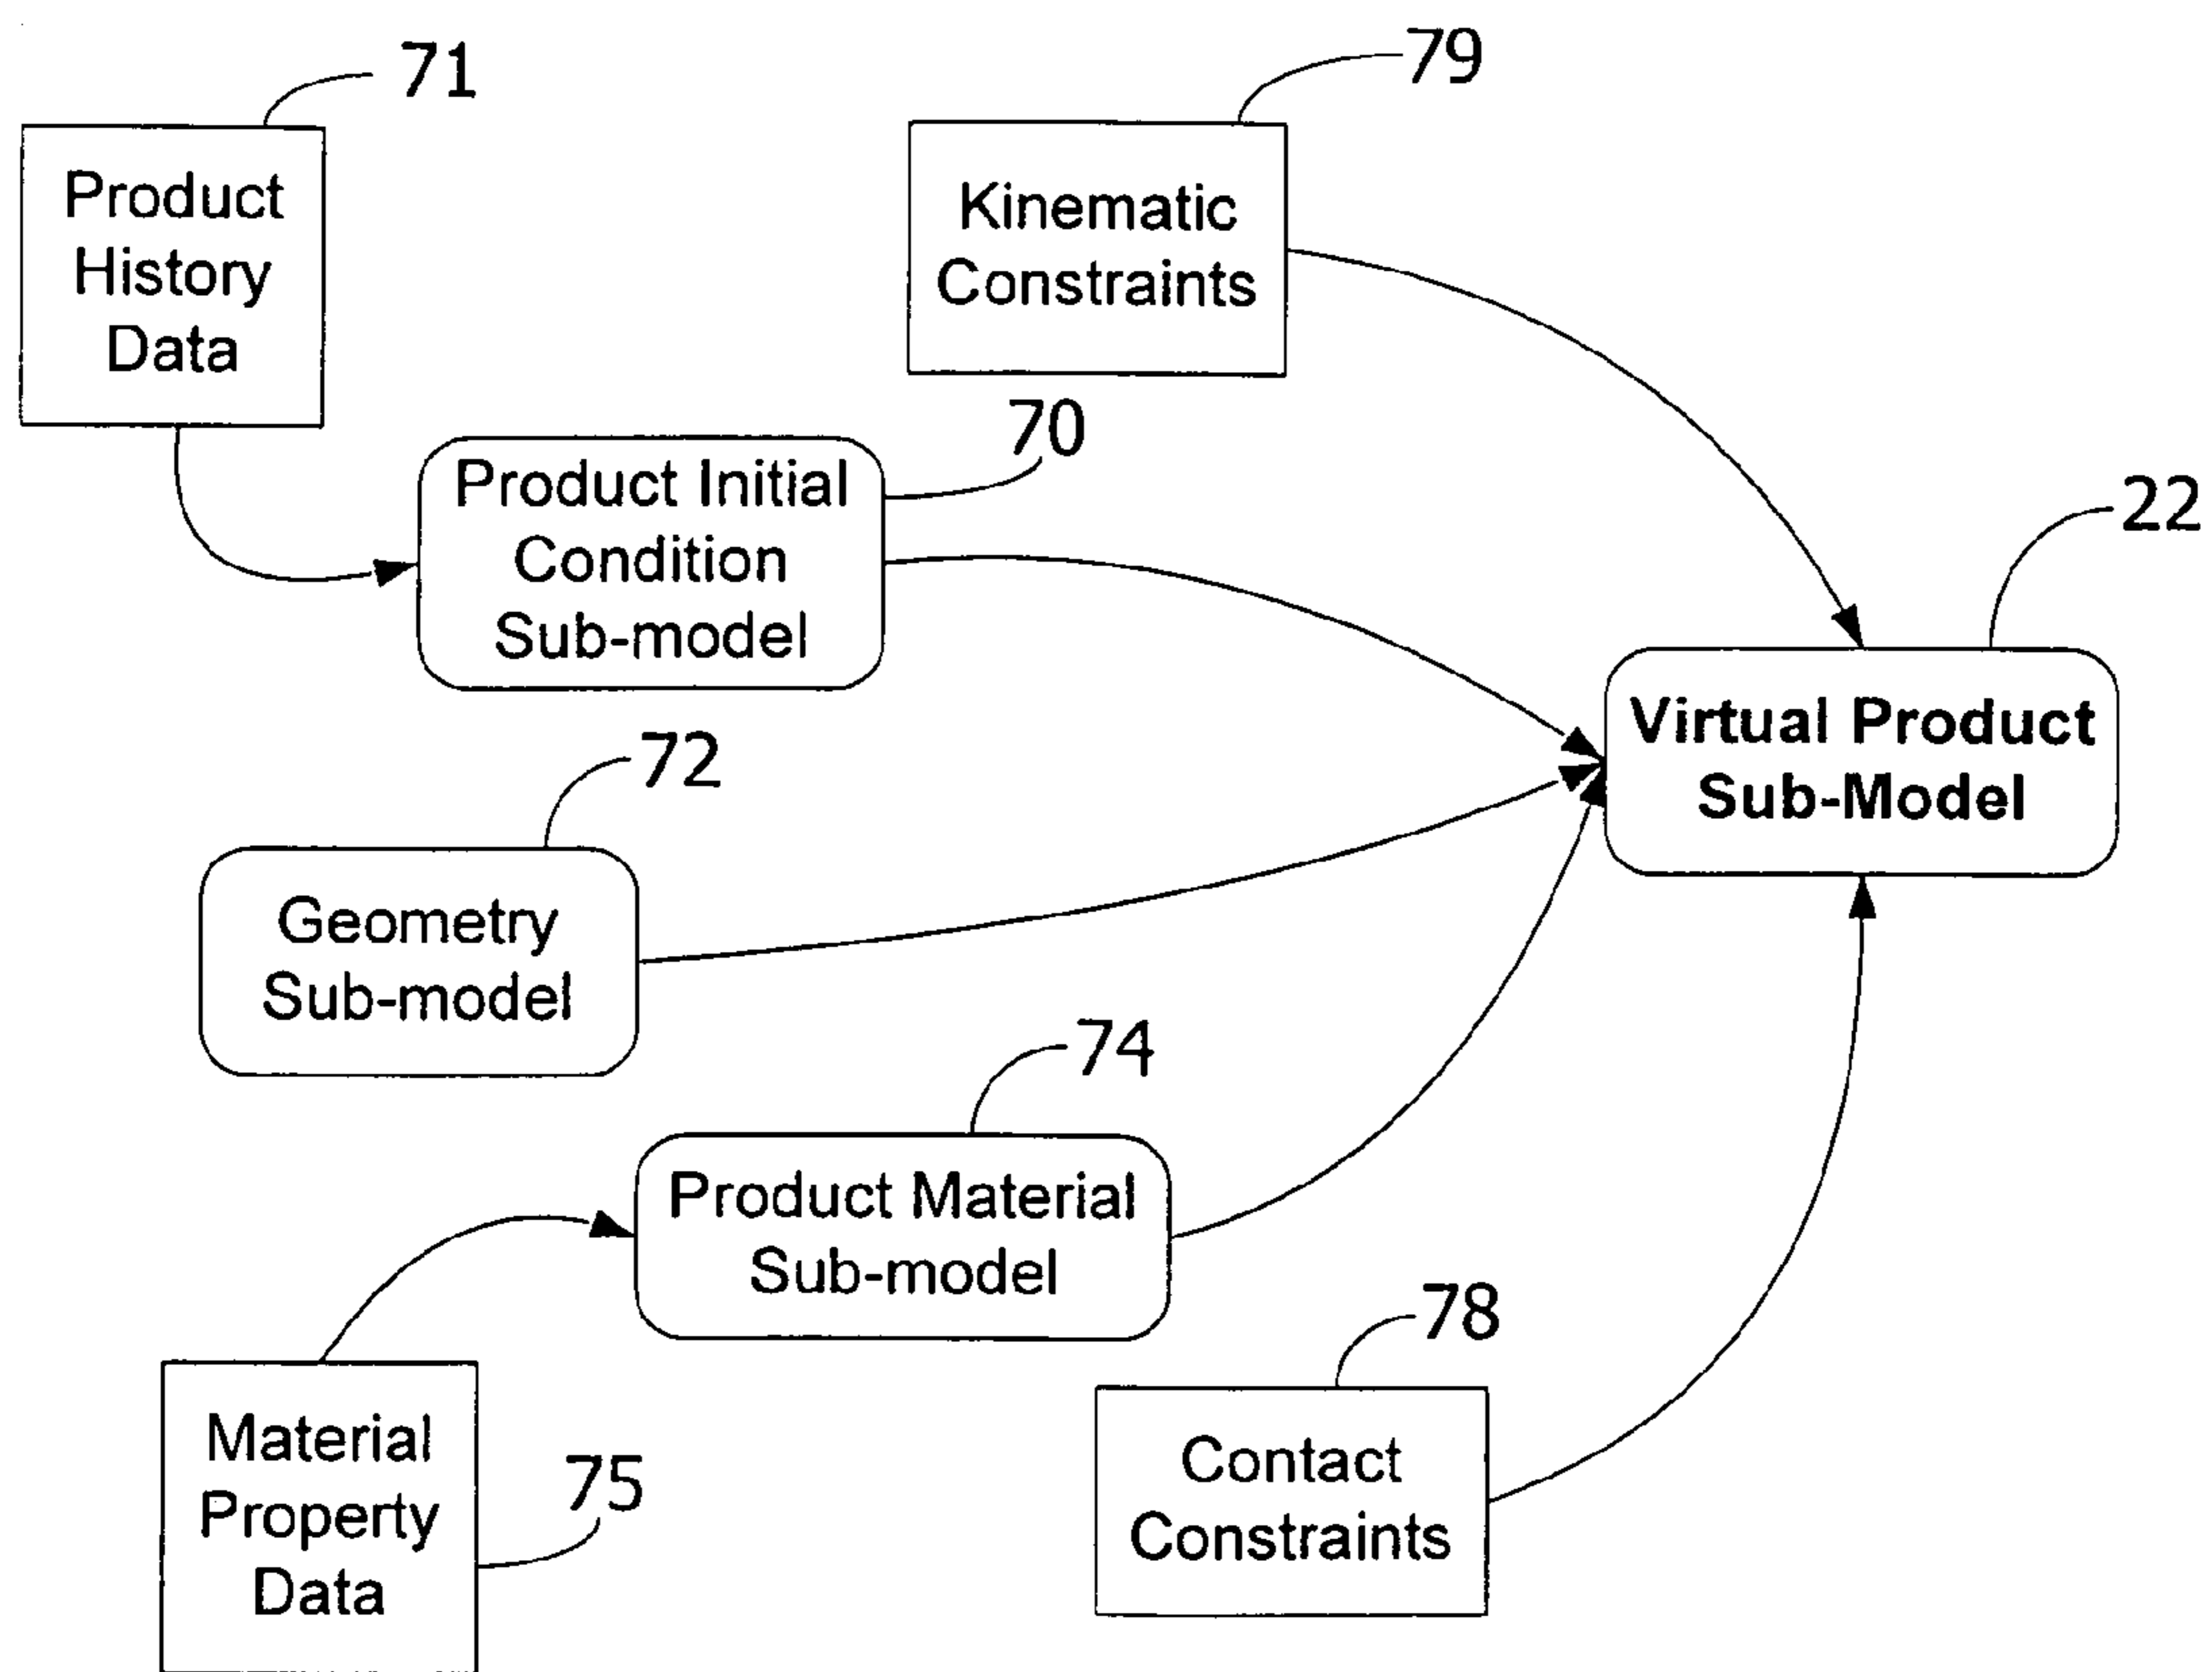 71
79
Product
History
Data
Kinematic
Constraints
70
Product Initial
Condition
Sub-model
22
Virtual Product
Sub-Model
72
Geometry
Sub-model
74
Product Material
Sub-model
78
Material
Property
Data
75
Contact
Constraints